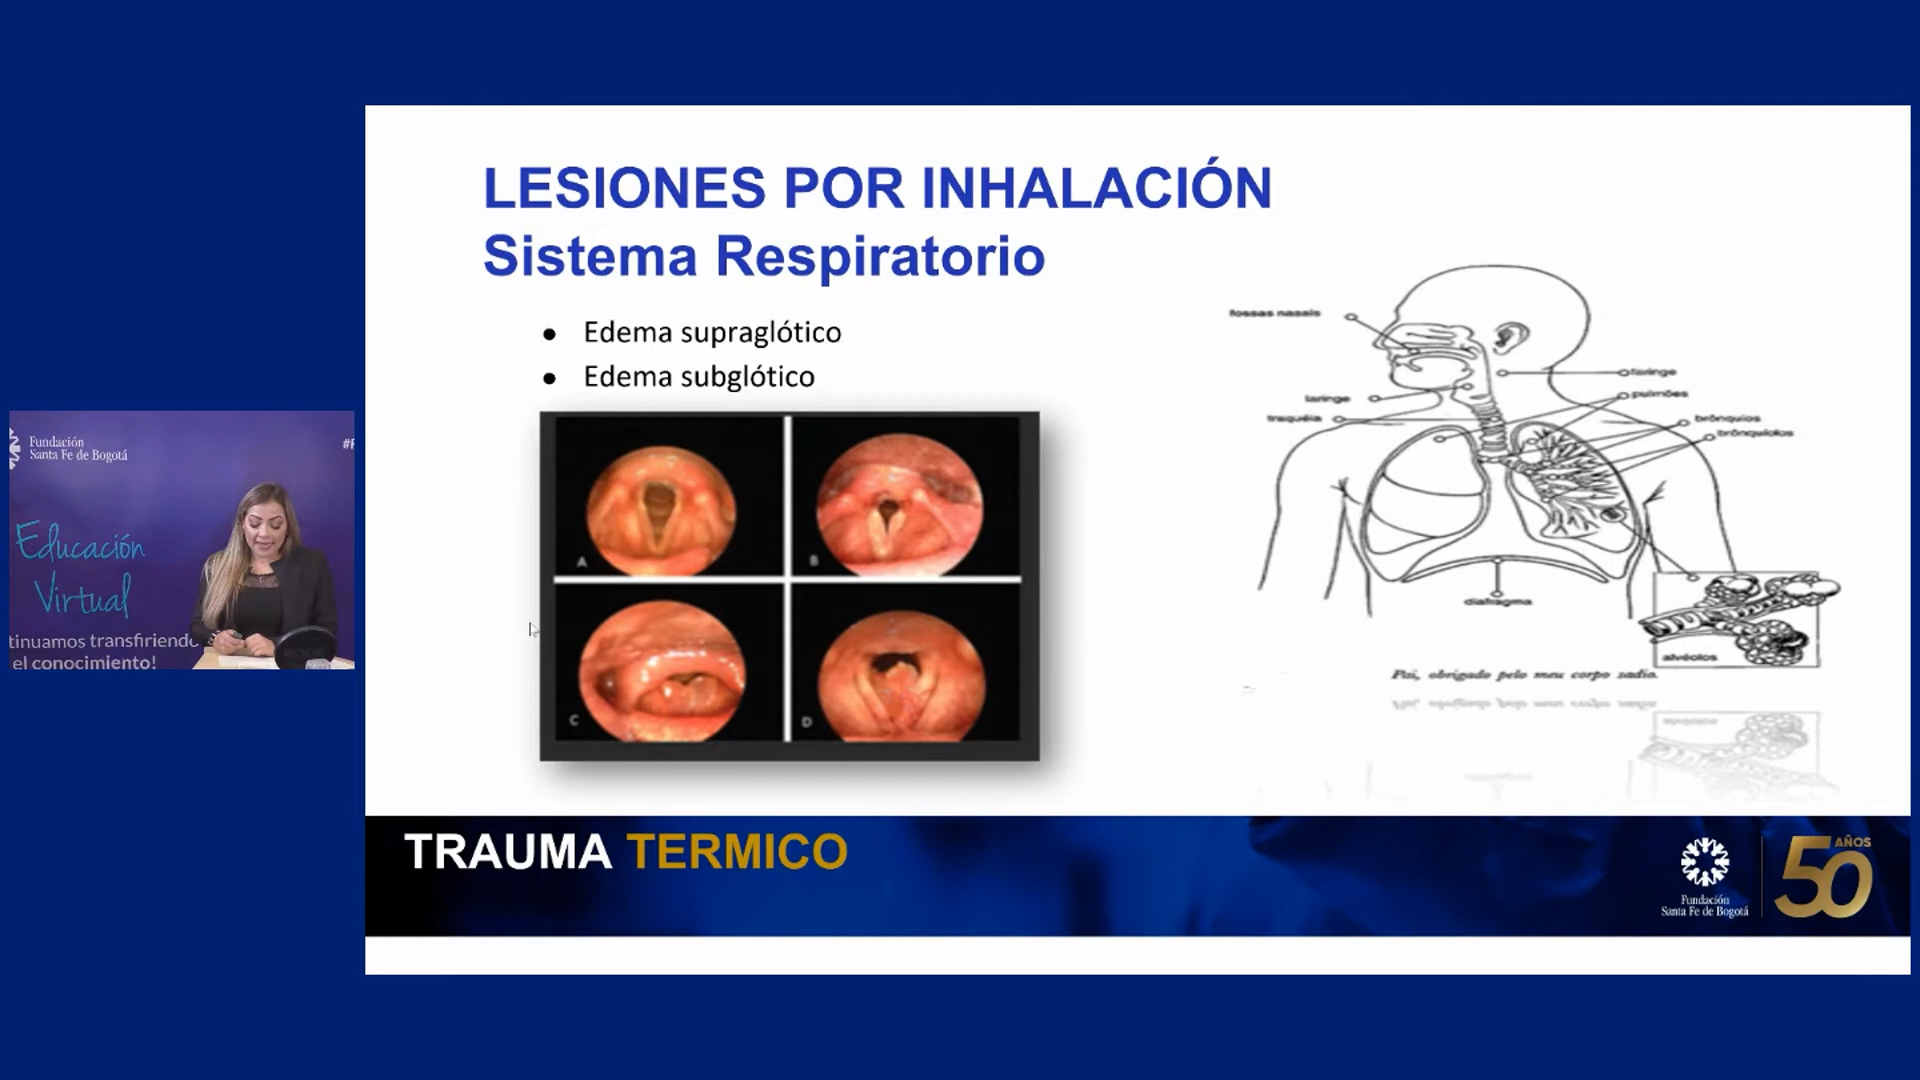 LESIONES POR INHALACIÓN
Sistema Respiratorio
● Edema supraglótico
● Edema subglótico
A
B
C
D
fossas nasais
laringe
traquéia
faringe
pulmões
brônquios
brônquíolos
diafragma
alvéolos
Pai, obrigado pelo meu corpo sadio.
Fundación
Santa Fe de Bogotá
#F
Educación
Virtual
tinuamos transfiriendo
el conocimiento!
TRAUMA TERMICO
Fundación
Santa Fe de Bogotá
50 AÑOS